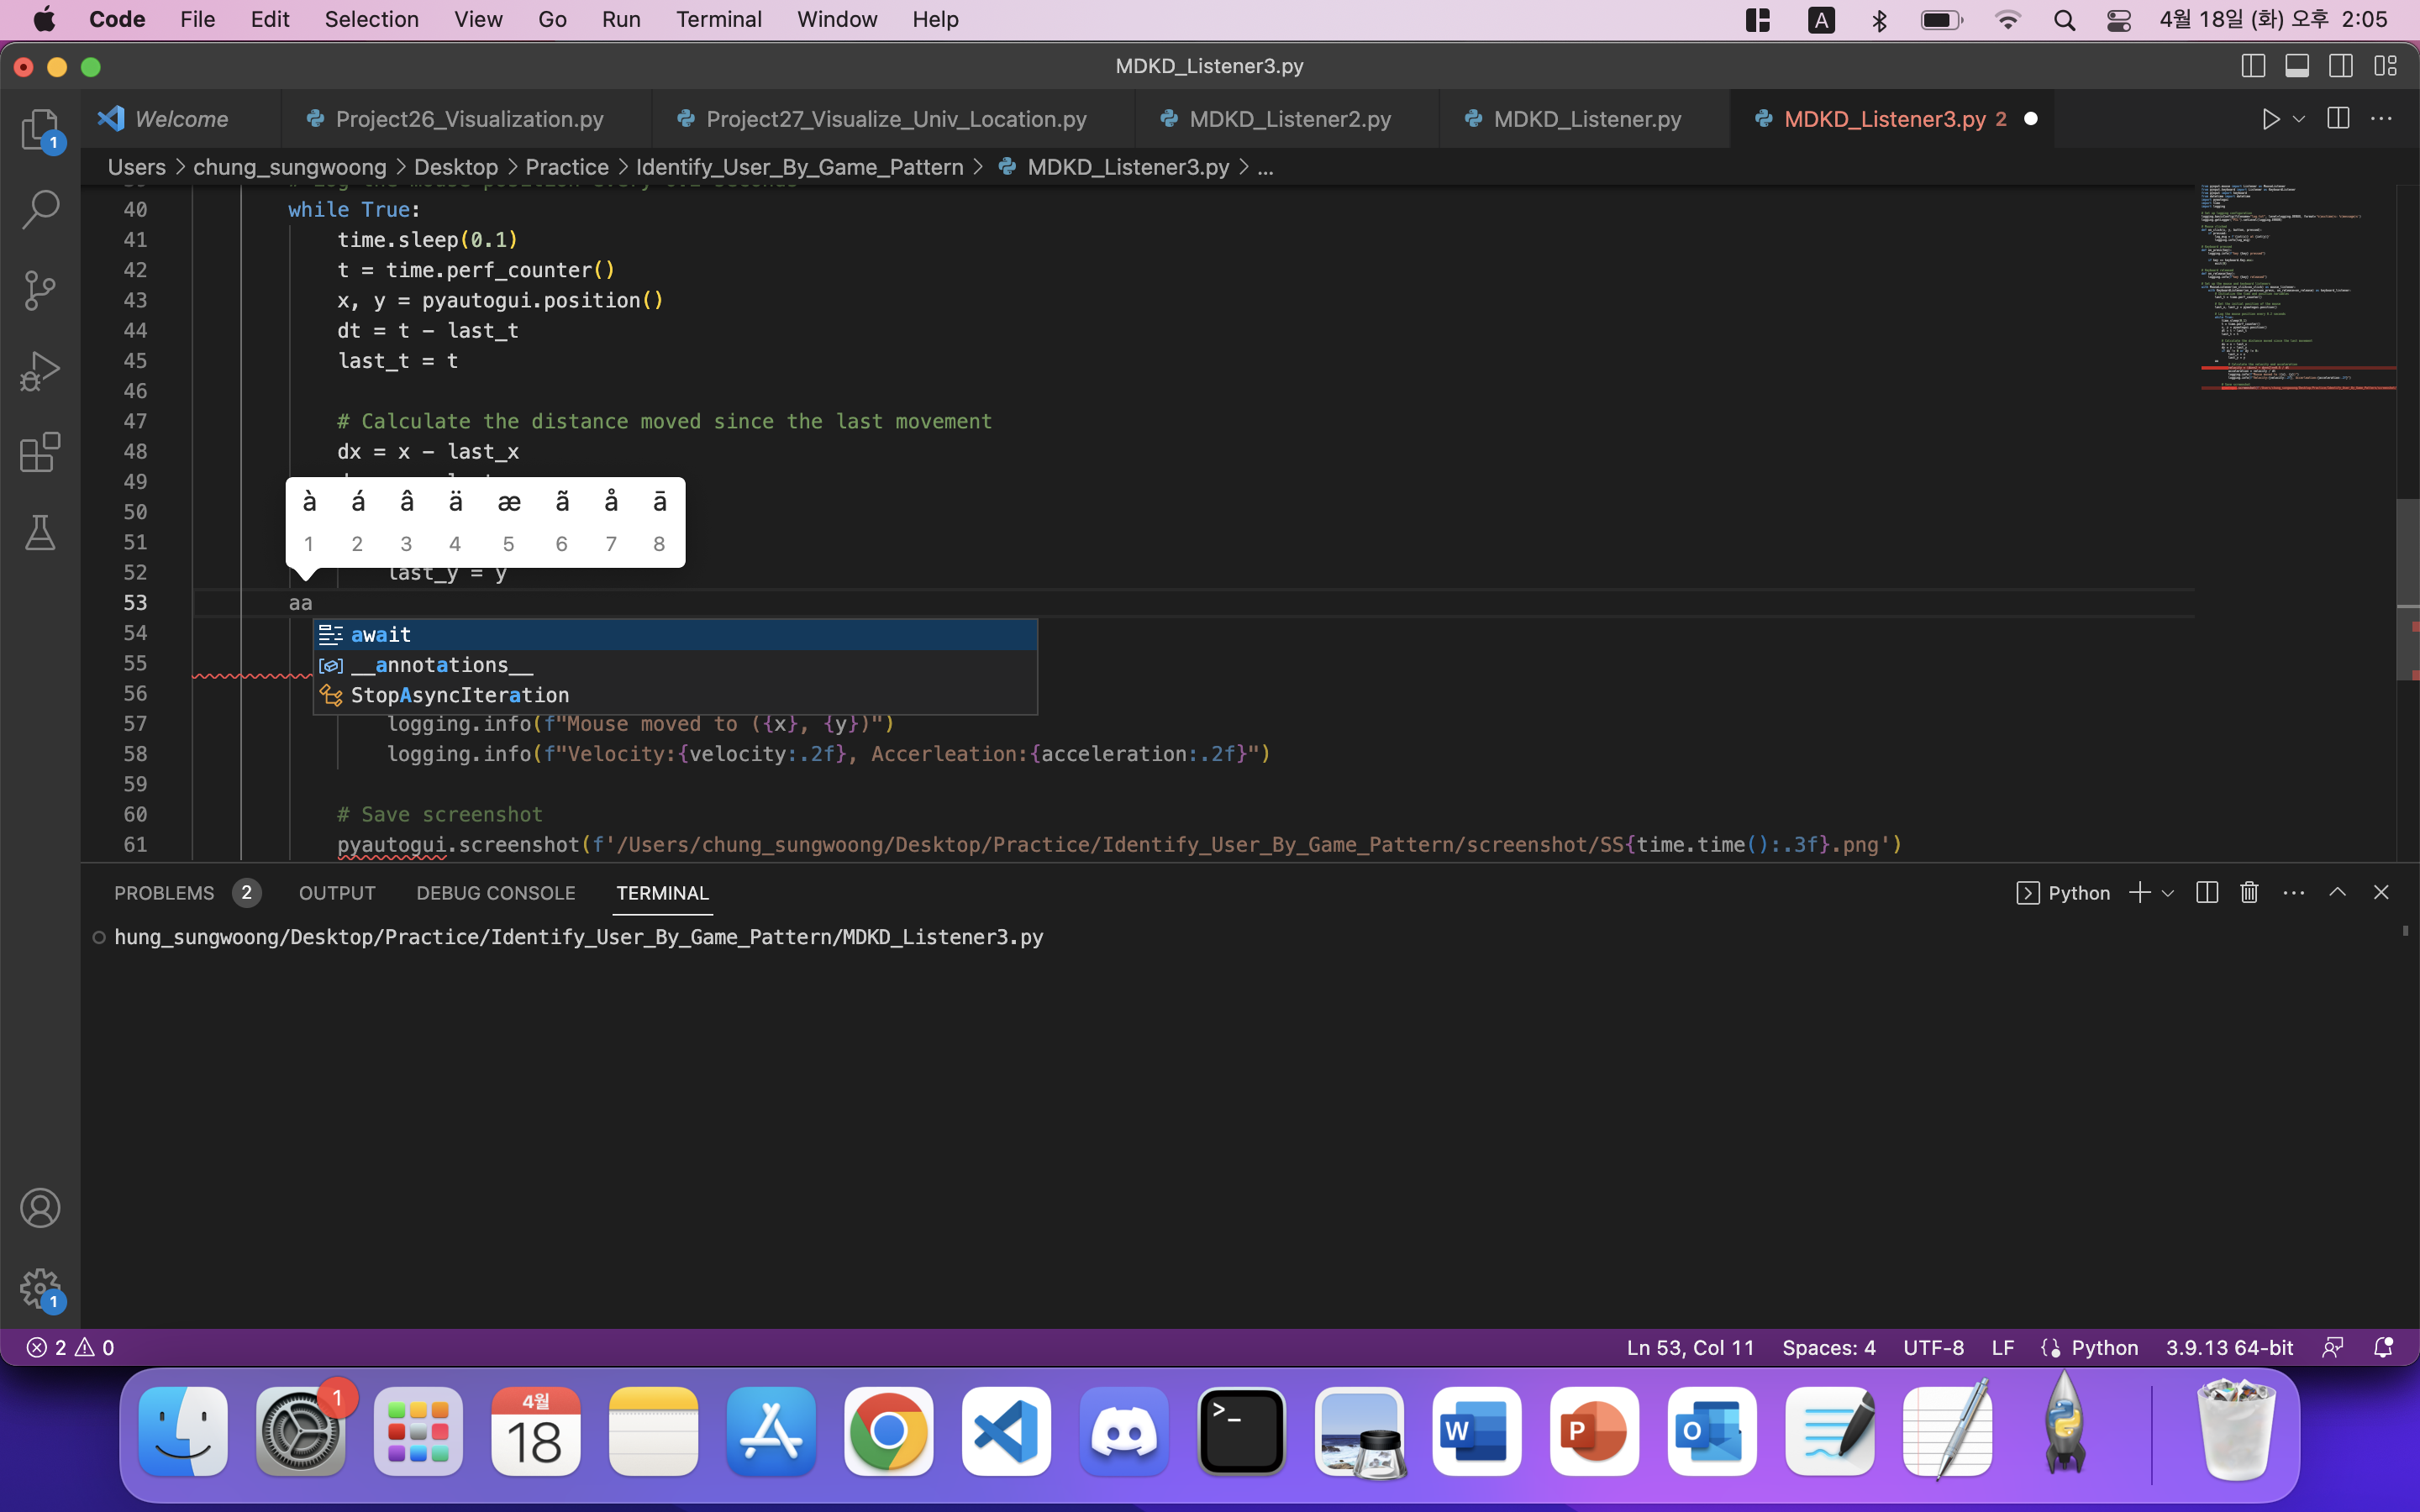 Code File Edit Selection View Go Run Terminal Window Help A 4월 18일 (화) 오후 2:05
MDKD_Listener3.py
Welcome Project26_Visualization.py Project27_Visualize_Univ_Location.py MDKD_Listener2.py MDKD_Listener.py MDKD_Listener3.py 2
1
Users > chung_sungwoong > Desktop > Practice > Identify_User_By_Game_Pattern > MDKD_Listener3.py > ...
40 while True:
41 time.sleep(0.1)
42 t = time.perf_counter()
43 x, y = pyautogui.position()
44 dt = t - last_t
45 last_t = t
46
47 # Calculate the distance moved since the last movement
48 dx = x - last_x
49
à á â ä æ ã å ā
50
1 2 3 4 5 6 7 8
51
52 last_y = y
53 aa
54 await
55 __annotations__
56 StopAsyncIteration
57 logging.info(f"Mouse moved to ({x}, {y})")
58 logging.info(f"Velocity:{velocity:.2f}, Accerleation:{acceleration:.2f}")
59
60 # Save screenshot
61 pyautogui.screenshot(f'/Users/chung_sungwoong/Desktop/Practice/Identify_User_By_Game_Pattern/screenshot/SS{time.time():.3f}.png')
PROBLEMS 2 OUTPUT DEBUG CONSOLE TERMINAL Python
hung_sungwoong/Desktop/Practice/Identify_User_By_Game_Pattern/MDKD_Listener3.py
1
2 0 Ln 53, Col 11 Spaces: 4 UTF-8 LF Python 3.9.13 64-bit
1
4월
18
>_
W
P
O